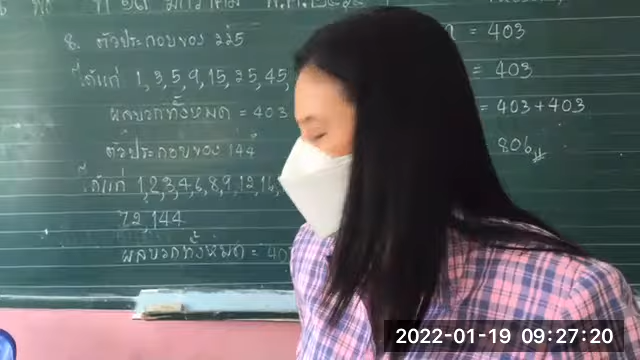 8. ตัวประกอบของ 225
ได้แก่ 1, 3, 5, 9, 15, 25, 45,
ผลบวกทั้งหมด = 403
ตัวประกอบของ 144
ได้แก่ 1,2,3,4,6,8,9,12,16,
72,144
ผลบวกทั้งหมด = 40
= 403
= 403
= 403+403
806
2022-01-19 09:27:20